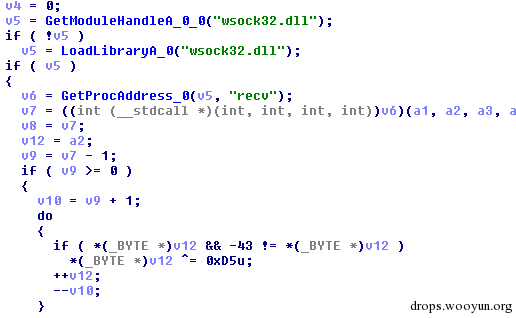 v4 = 0;
v5 = GetModuleHandleA_0_0("wsock32.dll");
if ( !v5 )
v5 = LoadLibraryA_0("wsock32.dll");
if ( v5 )
{
v6 = GetProcAddress_0(v5, "recv");
v7 = ((int (__stdcall *)(int, int, int, int))v6)(a1, a2, a3, a
v8 = v7;
v12 = a2;
v9 = v7 - 1;
if ( v9 >= 0 )
{
v10 = v9 + 1;
do
{
if ( *(_BYTE *)v12 && -43 != *(_BYTE *)v12 )
*(_BYTE *)v12 ^= 0xD5u;
++v12;
--v10;
}
drops.wooyun.org